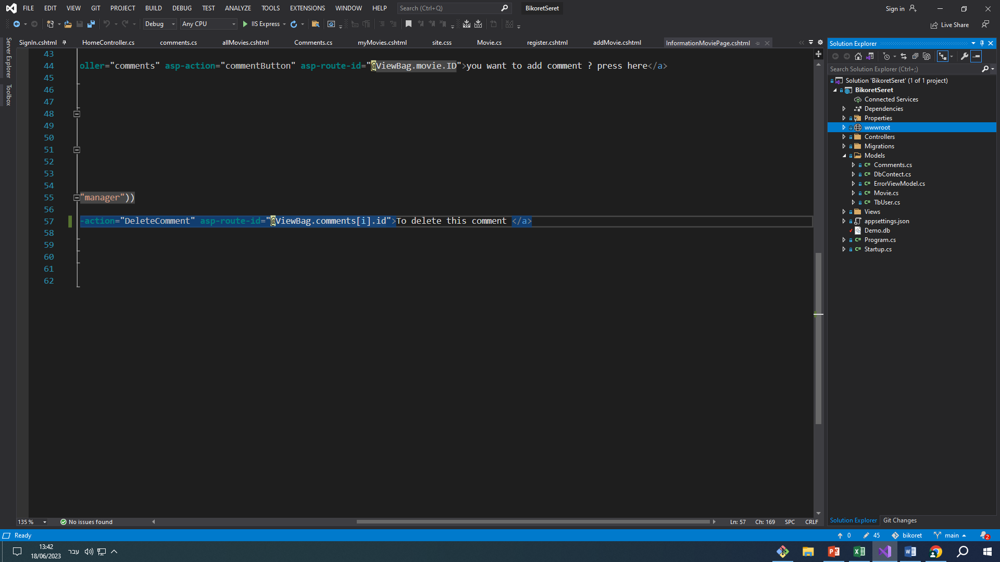 FILE EDIT VIEW GIT PROJECT BUILD DEBUG TEST ANALYZE TOOLS EXTENSIONS WINDOW HELP Search (Ctrl+Q) BikoretSeret Sign in
Debug Any CPU IIS Express Live Share
SignIn.cshtml HomeController.cs comments.cs allMovies.cshtml Comments.cs myMovies.cshtml site.css Movie.cs register.cshtml addMovie.cshtml InformationMoviePage.cshtml
Server Explorer
Toolbox
43
44 oller="comments" asp-action="commentButton" asp-route-id="@ViewBag.movie.ID">you want to add comment ? press here</a>
45
46
47
48
49
50
51
52
53
54
55 "manager"))
56
57 -action="DeleteComment" asp-route-id="@ViewBag.comments[i].id">To delete this comment </a>
58
59
60
61
62
135 % No issues found Ln: 57 Ch: 169 SPC CRLF
Solution Explorer
Search Solution Explorer (Ctrl+;)
Solution 'BikoretSeret' (1 of 1 project)
BikoretSeret
Connected Services
Dependencies
Properties
wwwroot
Controllers
Migrations
Models
C# Comments.cs
C# DbContect.cs
C# ErrorViewModel.cs
C# Movie.cs
C# TbUser.cs
Views
appsettings.json
Demo.db
C# Program.cs
C# Startup.cs
Solution Explorer Git Changes
Ready 0 45 bikoret main 2
13:42
18/06/2023
עבר